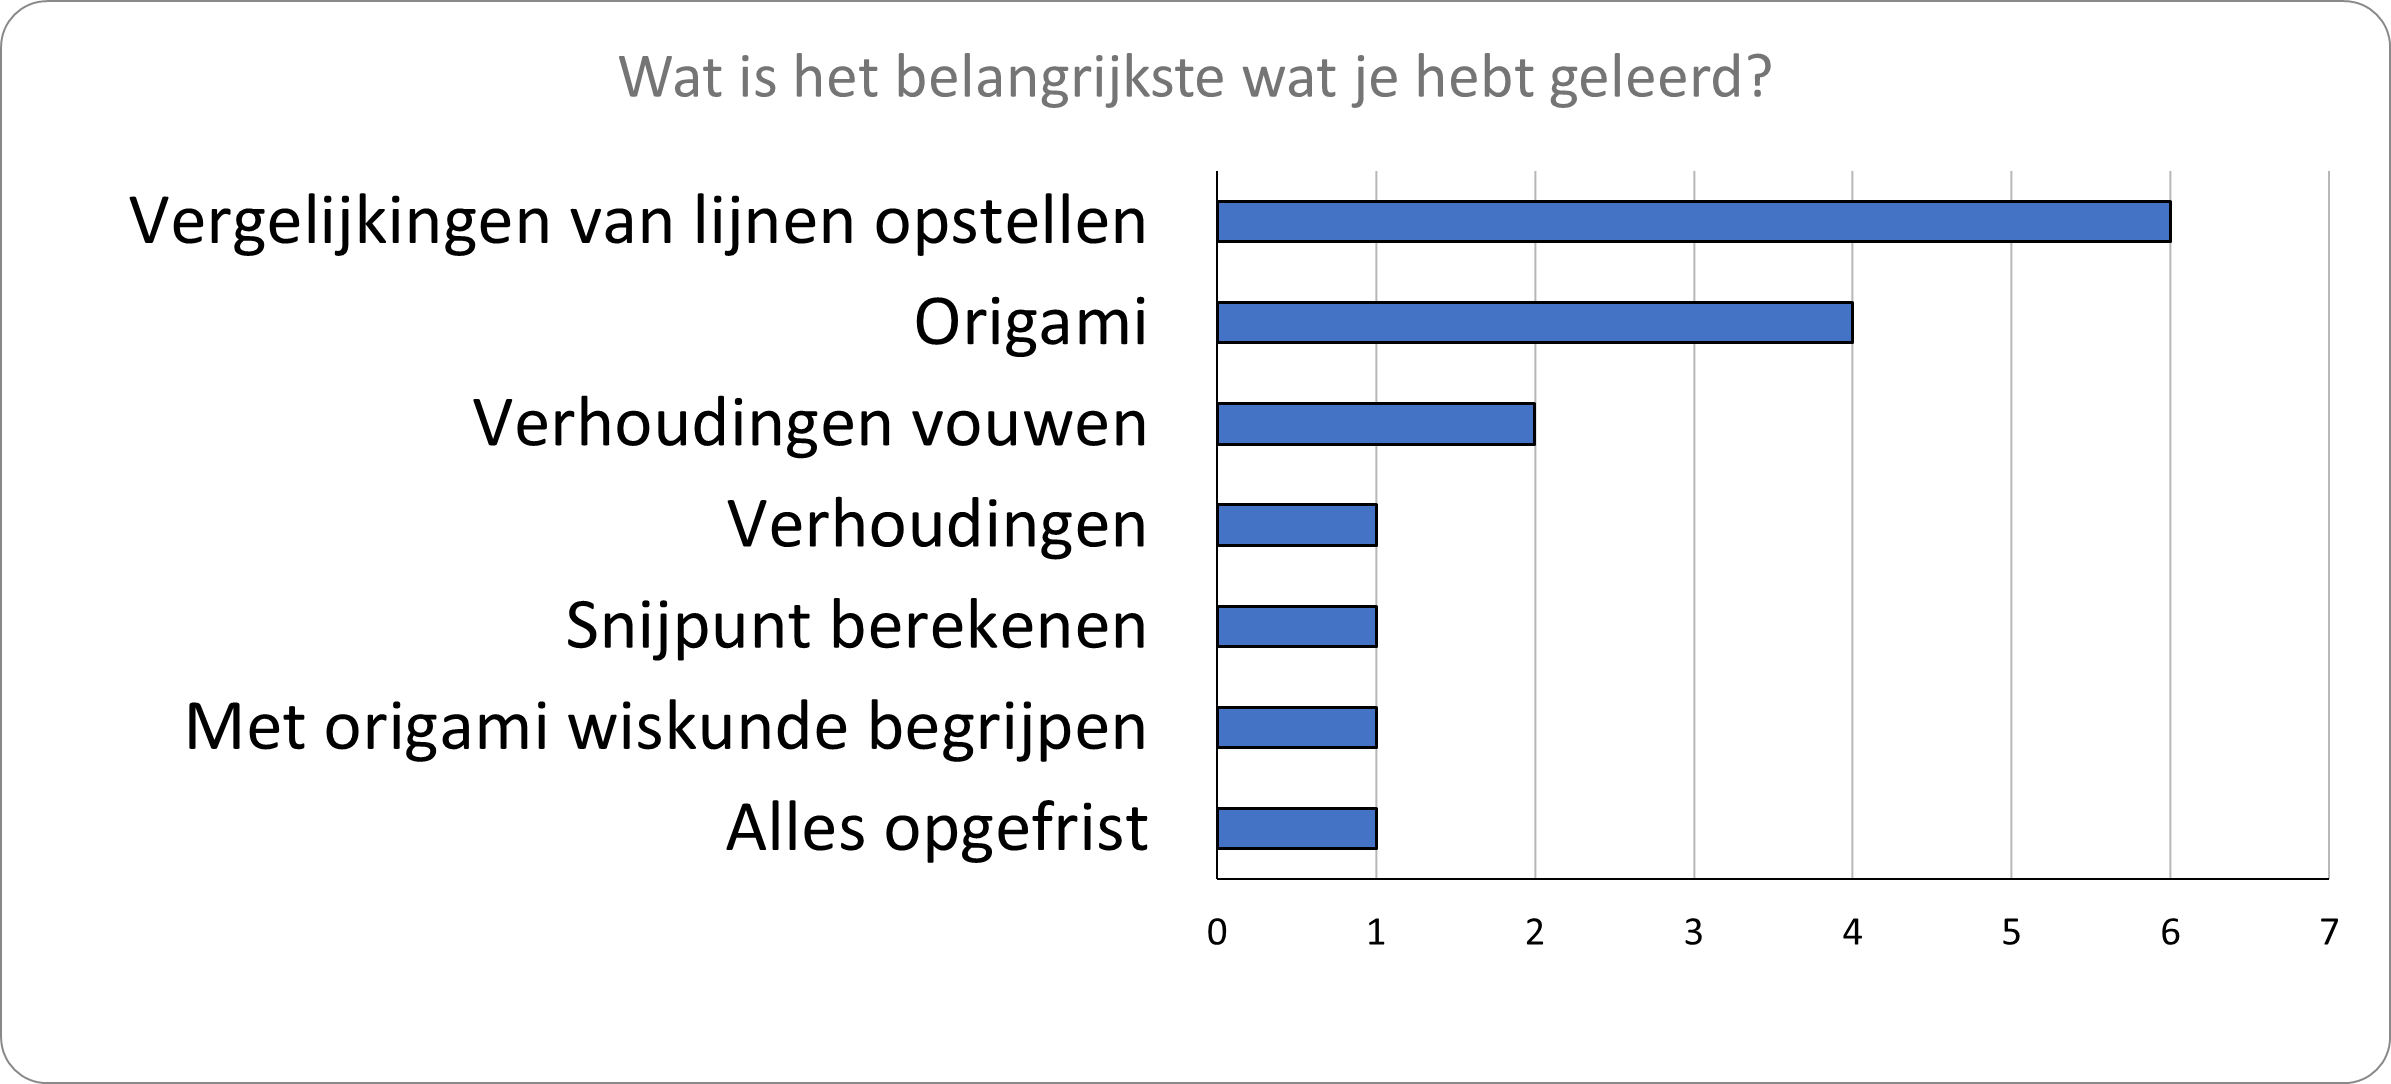 Wat is het belangrijkste wat je hebt geleerd?
Vergelijkingen van lijnen opstellen
Origami
Verhoudingen vouwen
Verhoudingen
Snijpunt berekenen
Met origami wiskunde begrijpen
Alles opgefrist
0 1 2 3 4 5 6 7